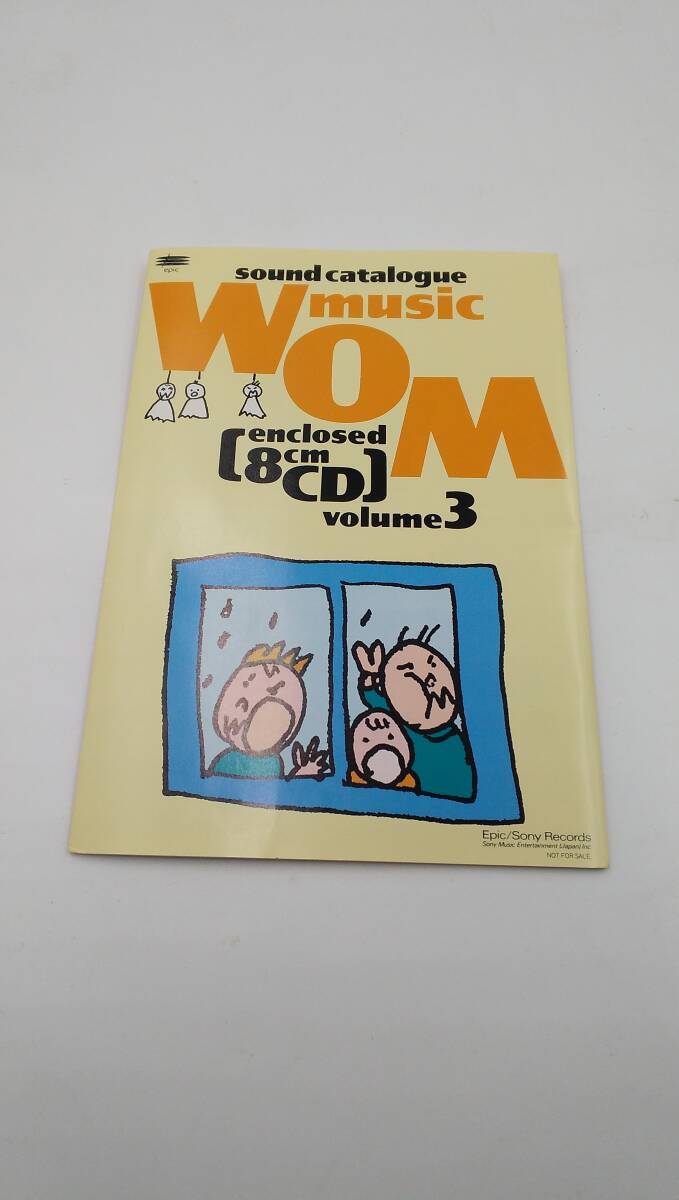 epic
sound catalogue
music
WOM
[enclosed
8cm
CD]
volume3
Epic/Sony Records
Sony Music Entertainment (Japan) Inc
NOT FOR SALE.